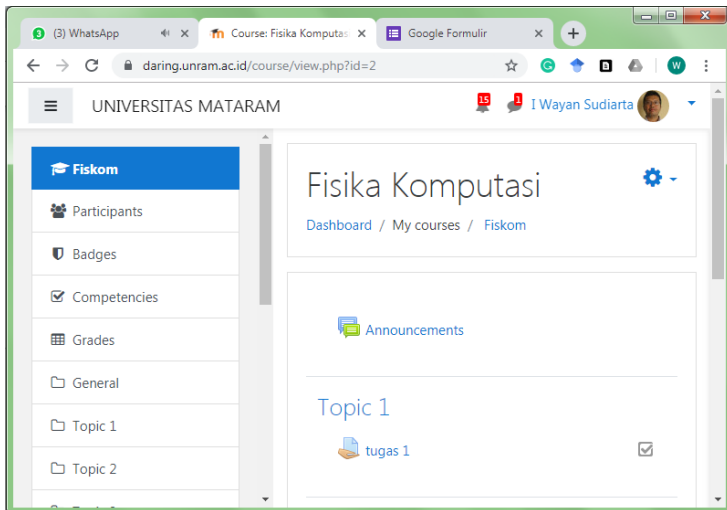 3 (3) WhatsApp
Course: Fisika Komputas
Google Formulir
daring.unram.ac.id/course/view.php?id=2
G
W
UNIVERSITAS MATARAM
15
1
I Wayan Sudiarta
Fiskom
Participants
Badges
Competencies
Grades
General
Topic 1
Topic 2
Fisika Komputasi
Dashboard / My courses / Fiskom
Announcements
Topic 1
tugas 1